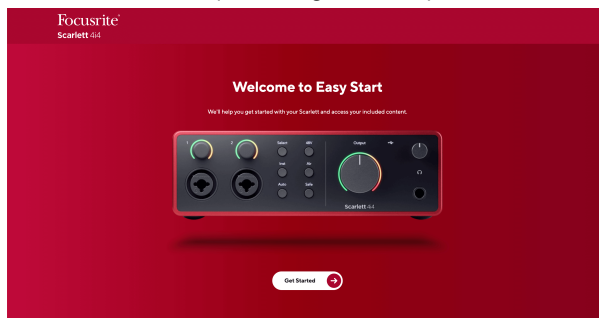 Focusrite®
Scarlett 4i4
Welcome to Easy Start
We'll help you get started with your Scarlett and access your included content.
1 2 Select 48V Output
Inst Air
Auto Safe
Scarlett 4i4
Get Started